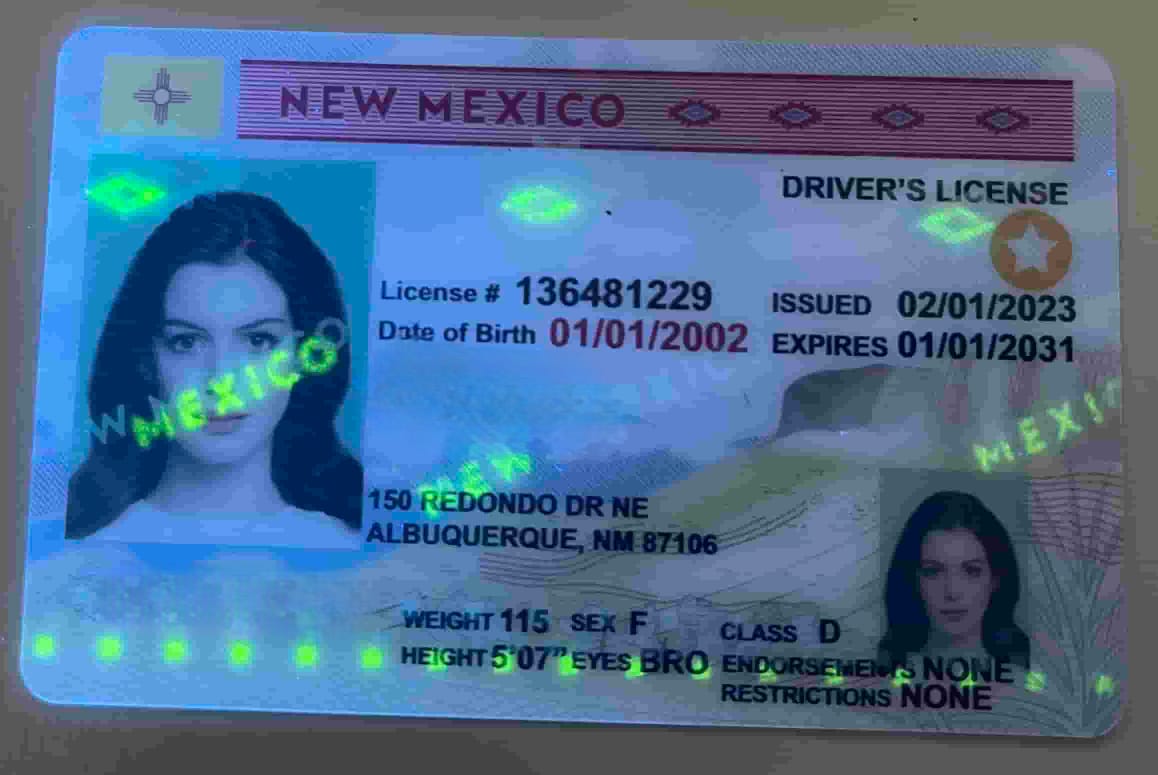 NEW MEXICO
DRIVER'S LICENSE
License # 136481229
ISSUED 02/01/2023
Date of Birth 01/01/2002
EXPIRES 01/01/2031
W MEXICO
MEXIC
NEW
150 REDONDO DR NE
ALBUQUERQUE, NM 87106
WEIGHT 115 SEX F
CLASS D
HEIGHT 5'07" EYES BRO
ENDORSEMENTS NONE
RESTRICTIONS NONE